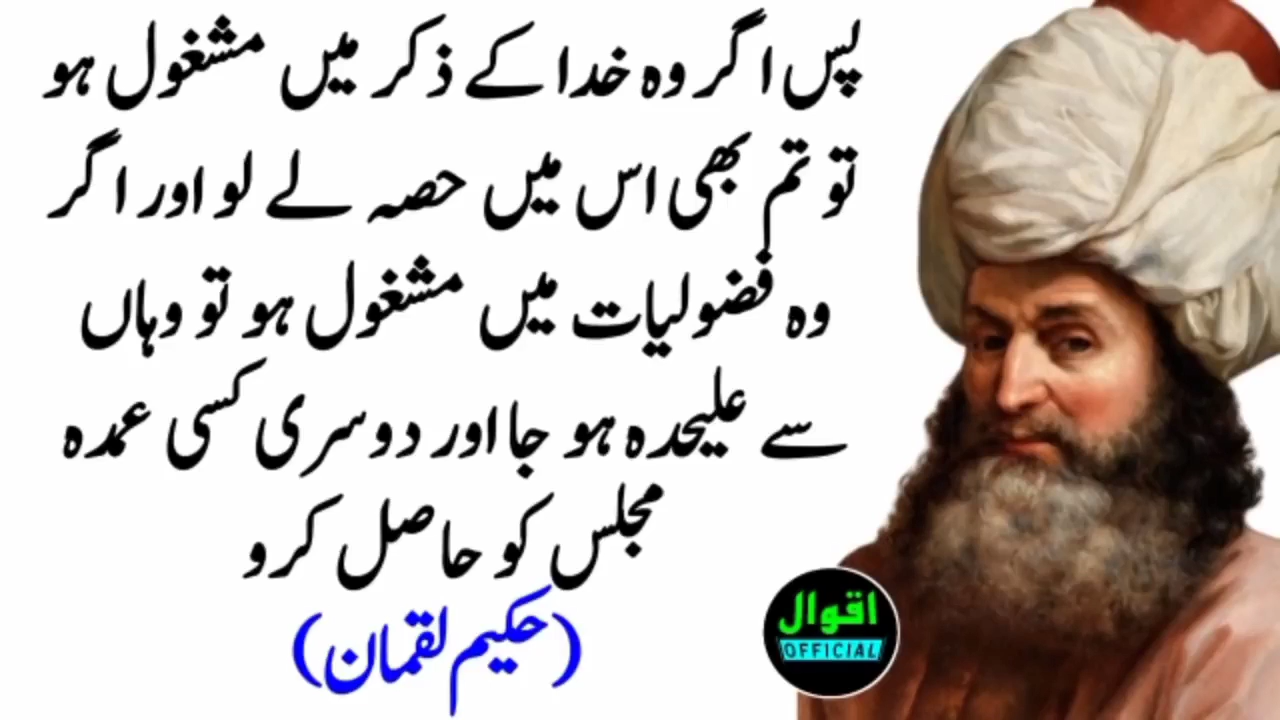 پس اگر وہ خدا کے ذکر میں مشغول ہو
تو تم بھی اس میں حصہ لے لو اور اگر
وہ فضولیات میں مشغول ہو تو وہاں
سے علیحدہ ہو جا اور دوسری کسی عمدہ
مجلس کو حاصل کرو
(حکیم لقمان)
اقوال
OFFICIAL